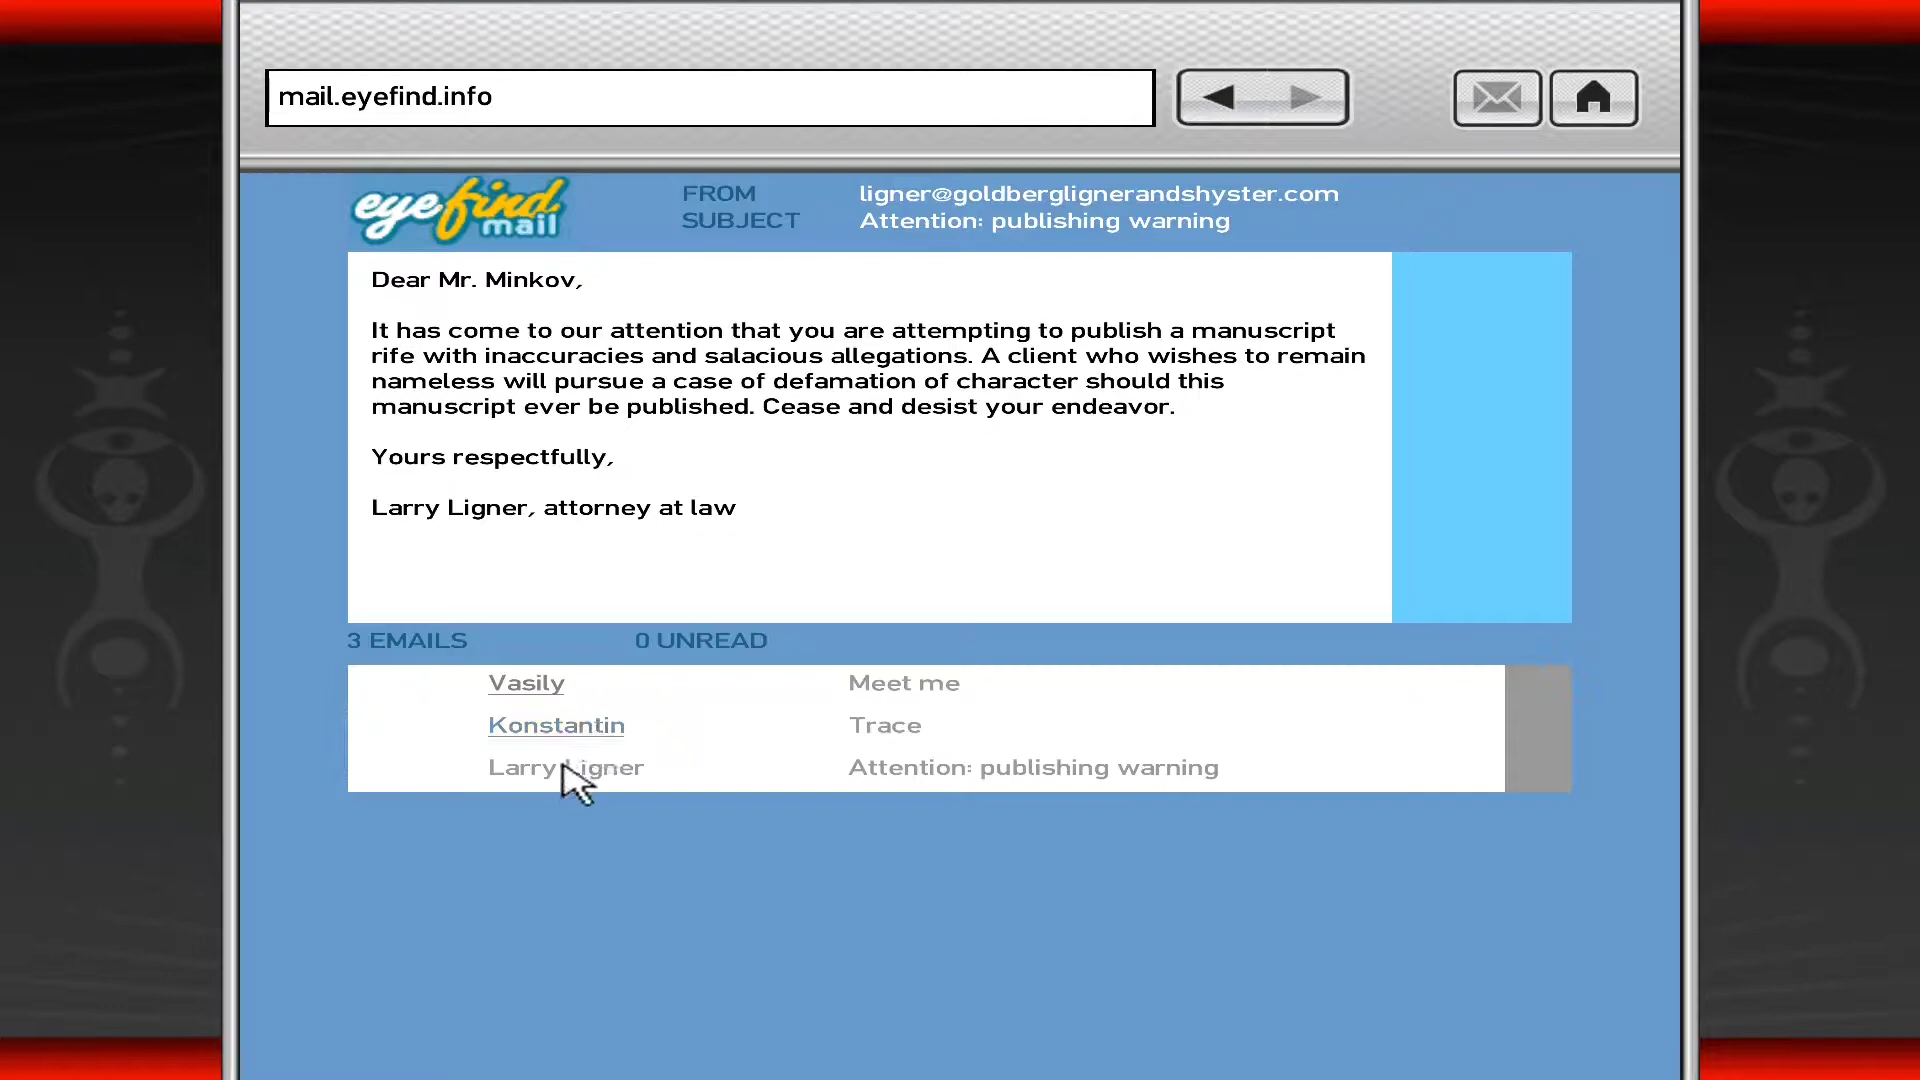 mail.eyefind.info
eyefind mail
FROM ligner@goldberglignerandshyster.com
SUBJECT Attention: publishing warning
Dear Mr. Minkov,
It has come to our attention that you are attempting to publish a manuscript
rife with inaccuracies and salacious allegations. A client who wishes to remain
nameless will pursue a case of defamation of character should this
manuscript ever be published. Cease and desist your endeavor.
Yours respectfully,
Larry Ligner, attorney at law
3 EMAILS 0 UNREAD
Vasily Meet me
Konstantin Trace
Larry Ligner Attention: publishing warning